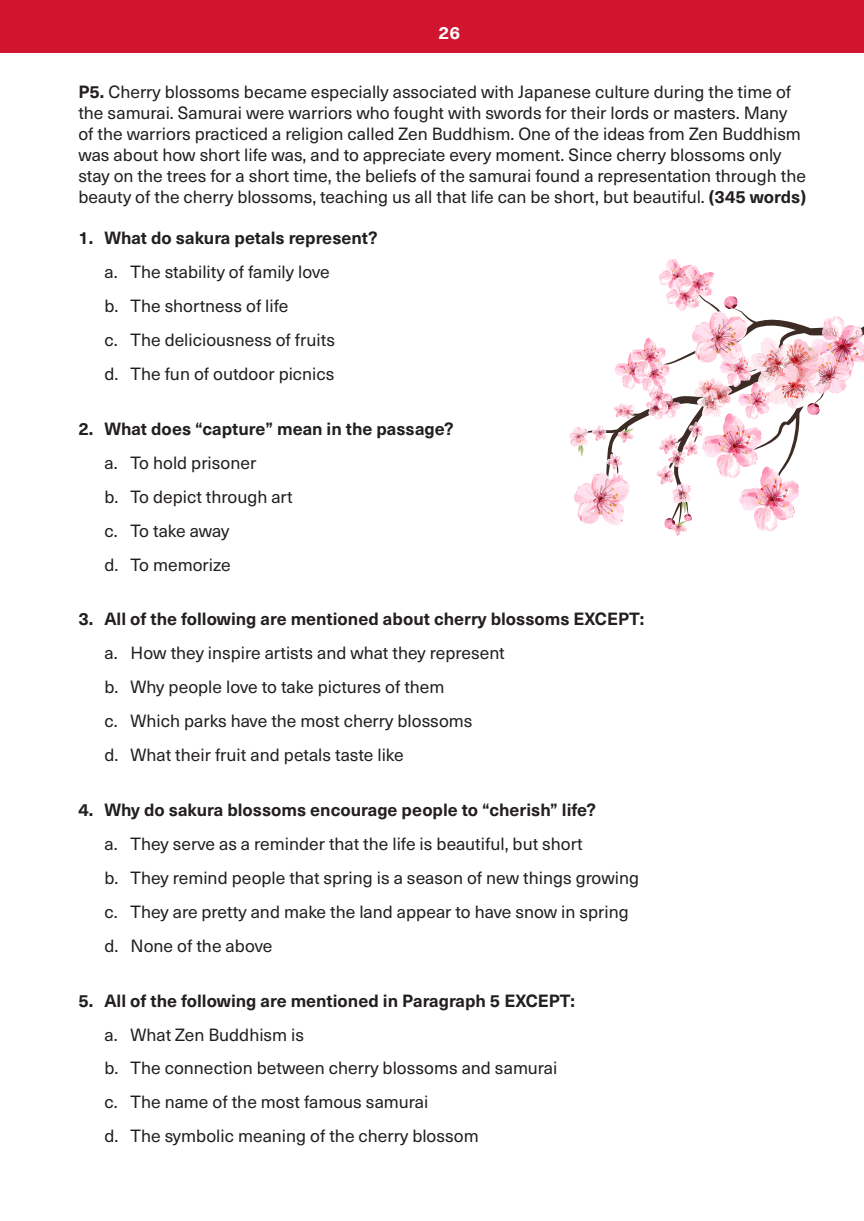 26
P5. Cherry blossoms became especially associated with Japanese culture during the time of
the samurai. Samurai were warriors who fought with swords for their lords or masters. Many
of the warriors practiced a religion called Zen Buddhism. One of the ideas from Zen Buddhism
was about how short life was, and to appreciate every moment. Since cherry blossoms only
stay on the trees for a short time, the beliefs of the samurai found a representation through the
beauty of the cherry blossoms, teaching us all that life can be short, but beautiful. (345 words)
1. What do sakura petals represent?
a. The stability of family love
b. The shortness of life
c. The deliciousness of fruits
d. The fun of outdoor picnics
2. What does “capture” mean in the passage?
a. To hold prisoner
b. To depict through art
c. To take away
d. To memorize
3. All of the following are mentioned about cherry blossoms EXCEPT:
a. How they inspire artists and what they represent
b. Why people love to take pictures of them
c. Which parks have the most cherry blossoms
d. What their fruit and petals taste like
4. Why do sakura blossoms encourage people to “cherish” life?
a. They serve as a reminder that the life is beautiful, but short
b. They remind people that spring is a season of new things growing
c. They are pretty and make the land appear to have snow in spring
d. None of the above
5. All of the following are mentioned in Paragraph 5 EXCEPT:
a. What Zen Buddhism is
b. The connection between cherry blossoms and samurai
c. The name of the most famous samurai
d. The symbolic meaning of the cherry blossom